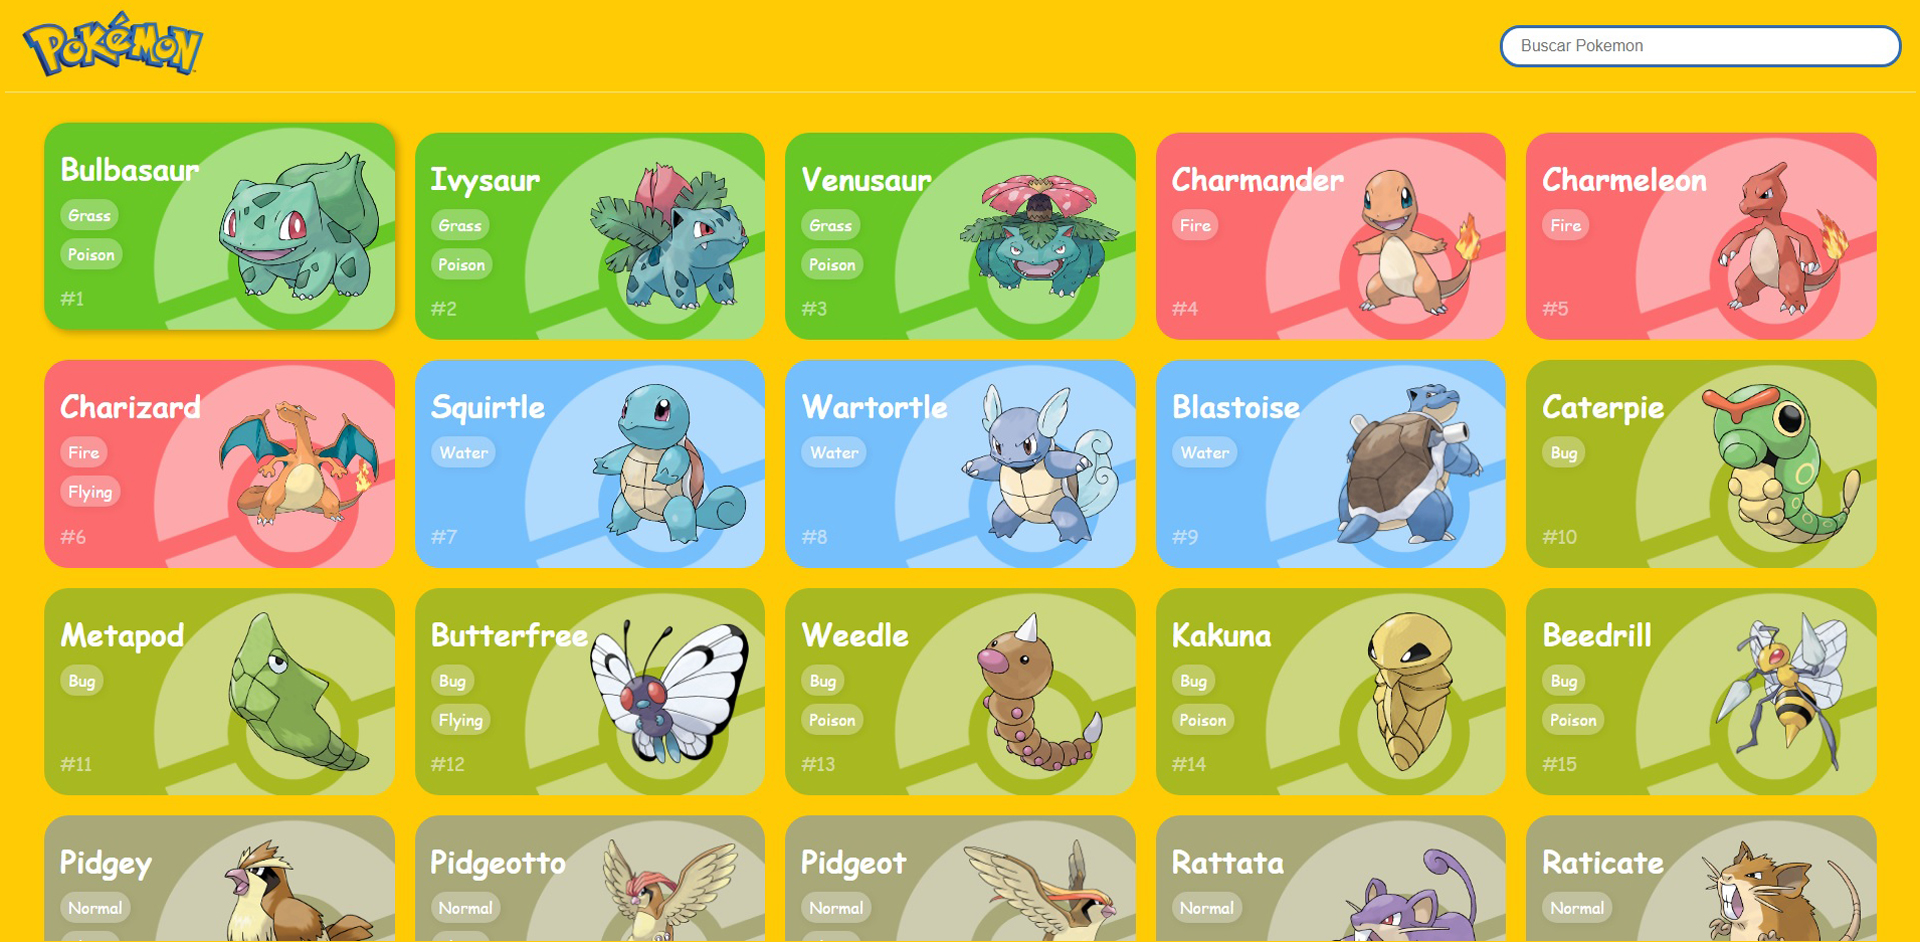 Pokémon
Buscar Pokemon
Bulbasaur
Grass
Poison
#1
Ivysaur
Grass
Poison
#2
Venusaur
Grass
Poison
#3
Charmander
Fire
#4
Charmeleon
Fire
#5
Charizard
Fire
Flying
#6
Squirtle
Water
#7
Wartortle
Water
#8
Blastoise
Water
#9
Caterpie
Bug
#10
Metapod
Bug
#11
Butterfree
Bug
Flying
#12
Weedle
Bug
Poison
#13
Kakuna
Bug
Poison
#14
Beedrill
Bug
Poison
#15
Pidgey
Normal
Pidgeotto
Normal
Pidgeot
Normal
Rattata
Normal
Raticate
Normal